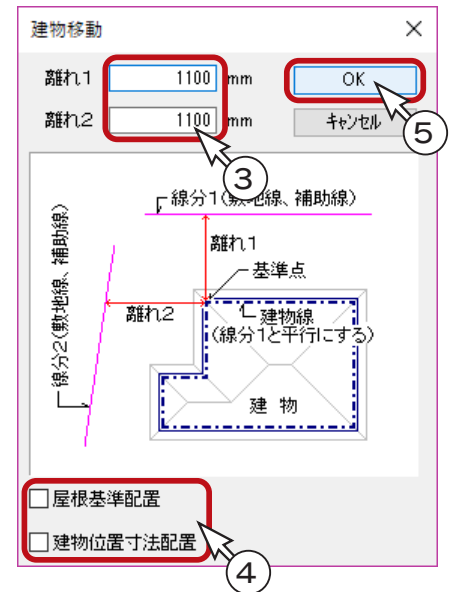 建物移動
離れ1 1100 mm OK
離れ2 1100 mm キャンセル
③
⑤
線分1(敷地線、補助線)
離れ1
基準点
離れ2
建物線
(線分1と平行にする)
線分2(敷地線、補助線)
建 物
屋根基準配置
建物位置寸法配置
④